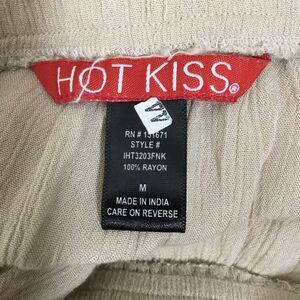 HOT KISS®
M
RN # 131671
STYLE #
IHT3203FNK
100% RAYON
M
MADE IN INDIA
CARE ON REVERSE